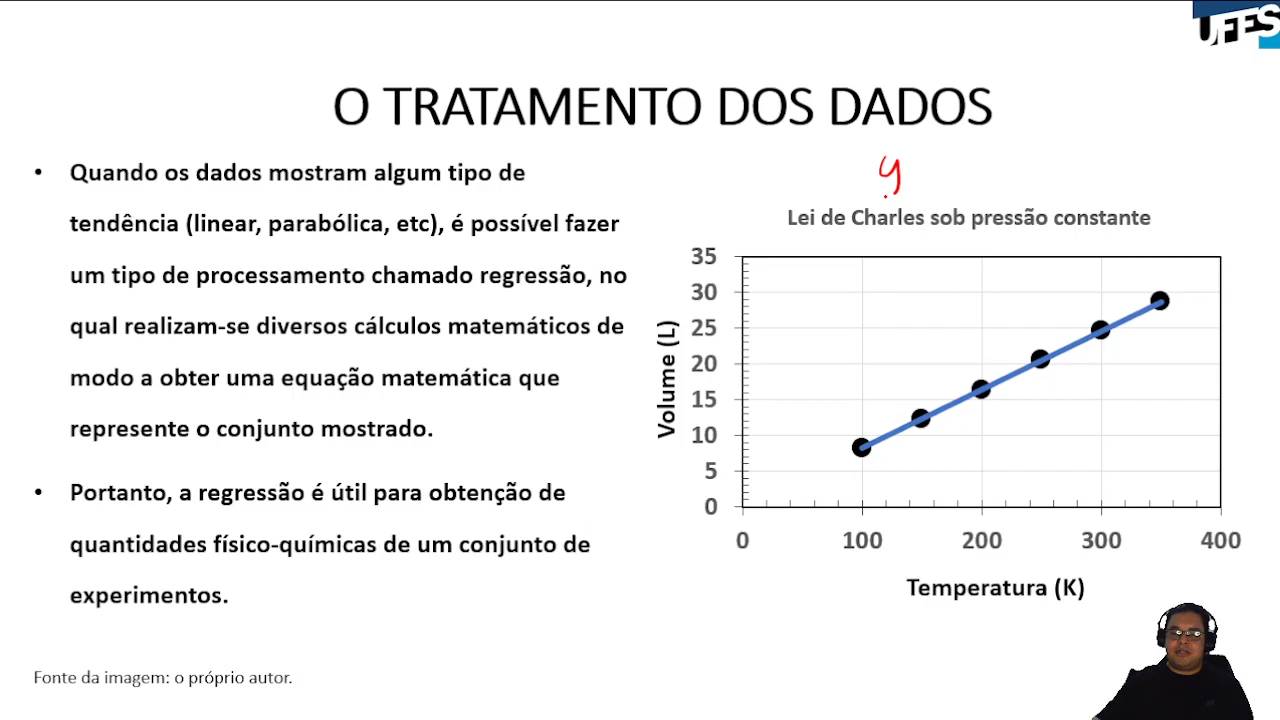 UFES
O TRATAMENTO DOS DADOS
• Quando os dados mostram algum tipo de
tendência (linear, parabólica, etc), é possível fazer
um tipo de processamento chamado regressão, no
qual realizam-se diversos cálculos matemáticos de
modo a obter uma equação matemática que
represente o conjunto mostrado.
• Portanto, a regressão é útil para obtenção de
quantidades físico-químicas de um conjunto de
experimentos.
y
Lei de Charles sob pressão constante
Volume (L)
35
30
25
20
15
10
5
0
0 100 200 300 400
Temperatura (K)
Fonte da imagem: o próprio autor.